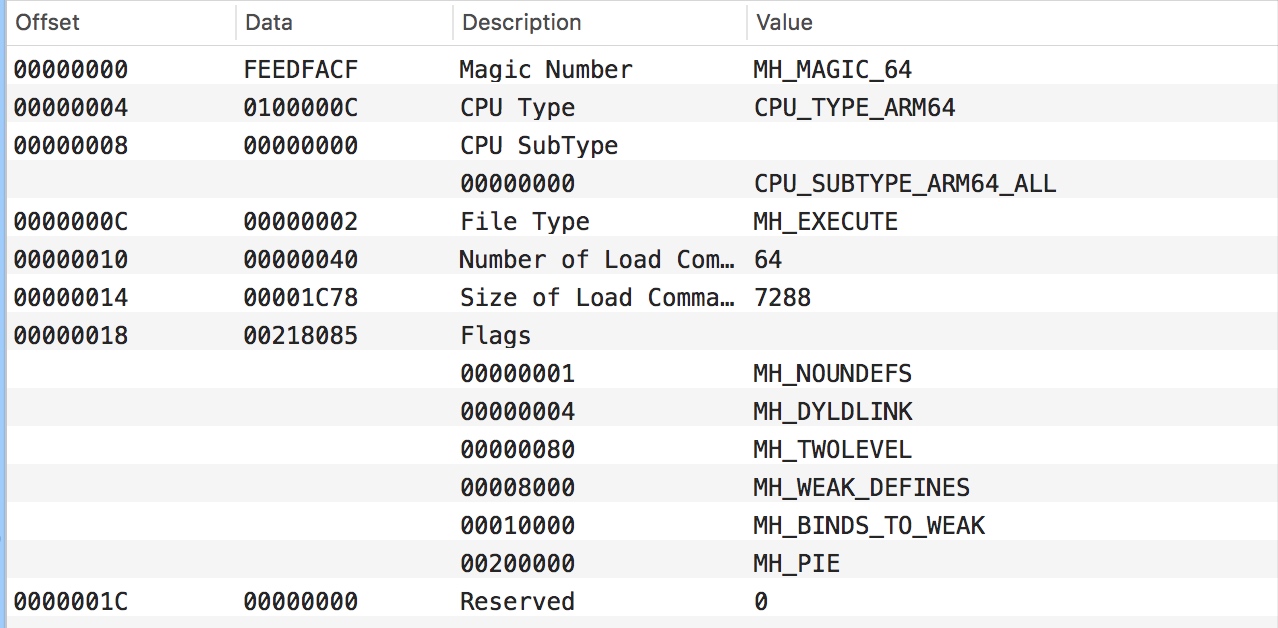 Offset Data Description Value
00000000 FEEDFACF Magic Number MH_MAGIC_64
00000004 0100000C CPU Type CPU_TYPE_ARM64
00000008 00000000 CPU SubType
00000000 CPU_SUBTYPE_ARM64_ALL
0000000C 00000002 File Type MH_EXECUTE
00000010 00000040 Number of Load Com… 64
00000014 00001C78 Size of Load Comma… 7288
00000018 00218085 Flags
00000001 MH_NOUNDEFS
00000004 MH_DYLDLINK
00000080 MH_TWOLEVEL
00008000 MH_WEAK_DEFINES
00010000 MH_BINDS_TO_WEAK
00200000 MH_PIE
0000001C 00000000 Reserved 0